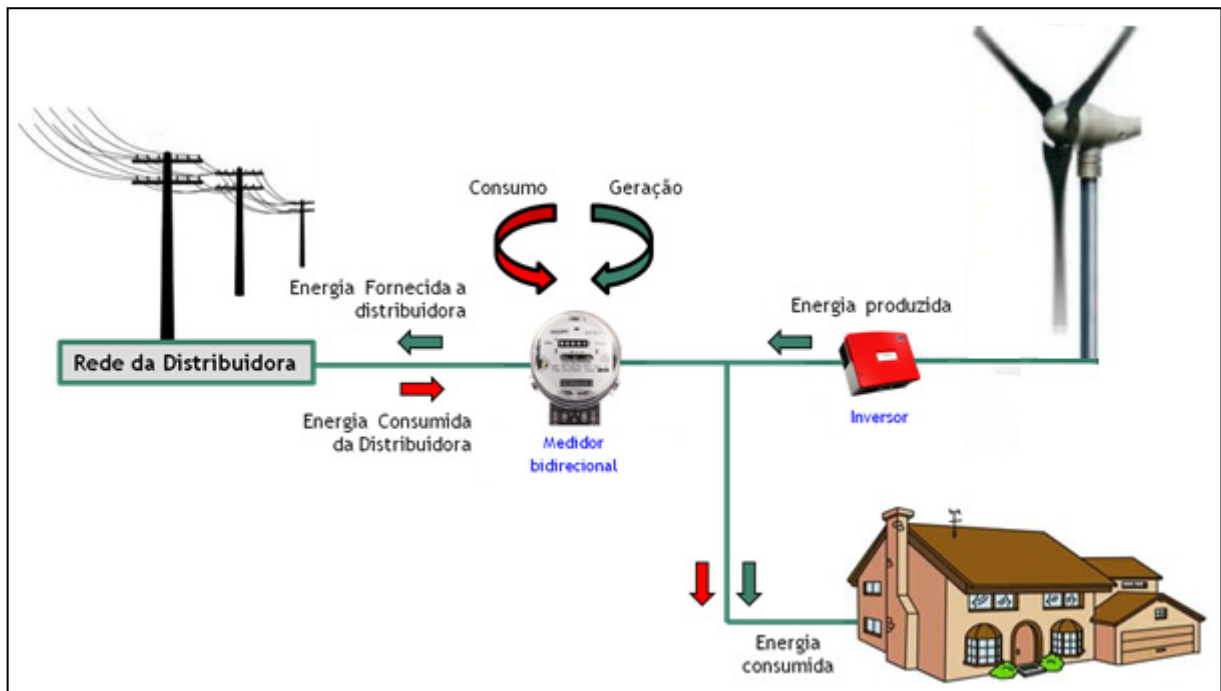 Consumo
Geração
Energia Fornecida a
distribuidora
Energia produzida
Rede da Distribuidora
Energia Consumida
da Distribuidora
Medidor
bidirecional
Inversor
Energia
consumida